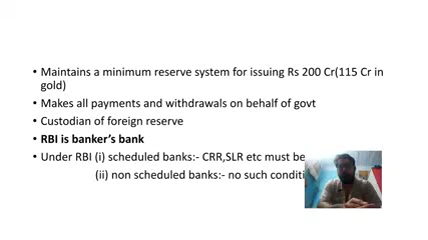 • Maintains a minimum reserve system for issuing Rs 200 Cr(115 Cr in
gold)
• Makes all payments and withdrawals on behalf of govt
• Custodian of foreign reserve
• RBI is banker's bank
• Under RBI (i) scheduled banks:- CRR,SLR etc must be
(ii) non scheduled banks:- no such